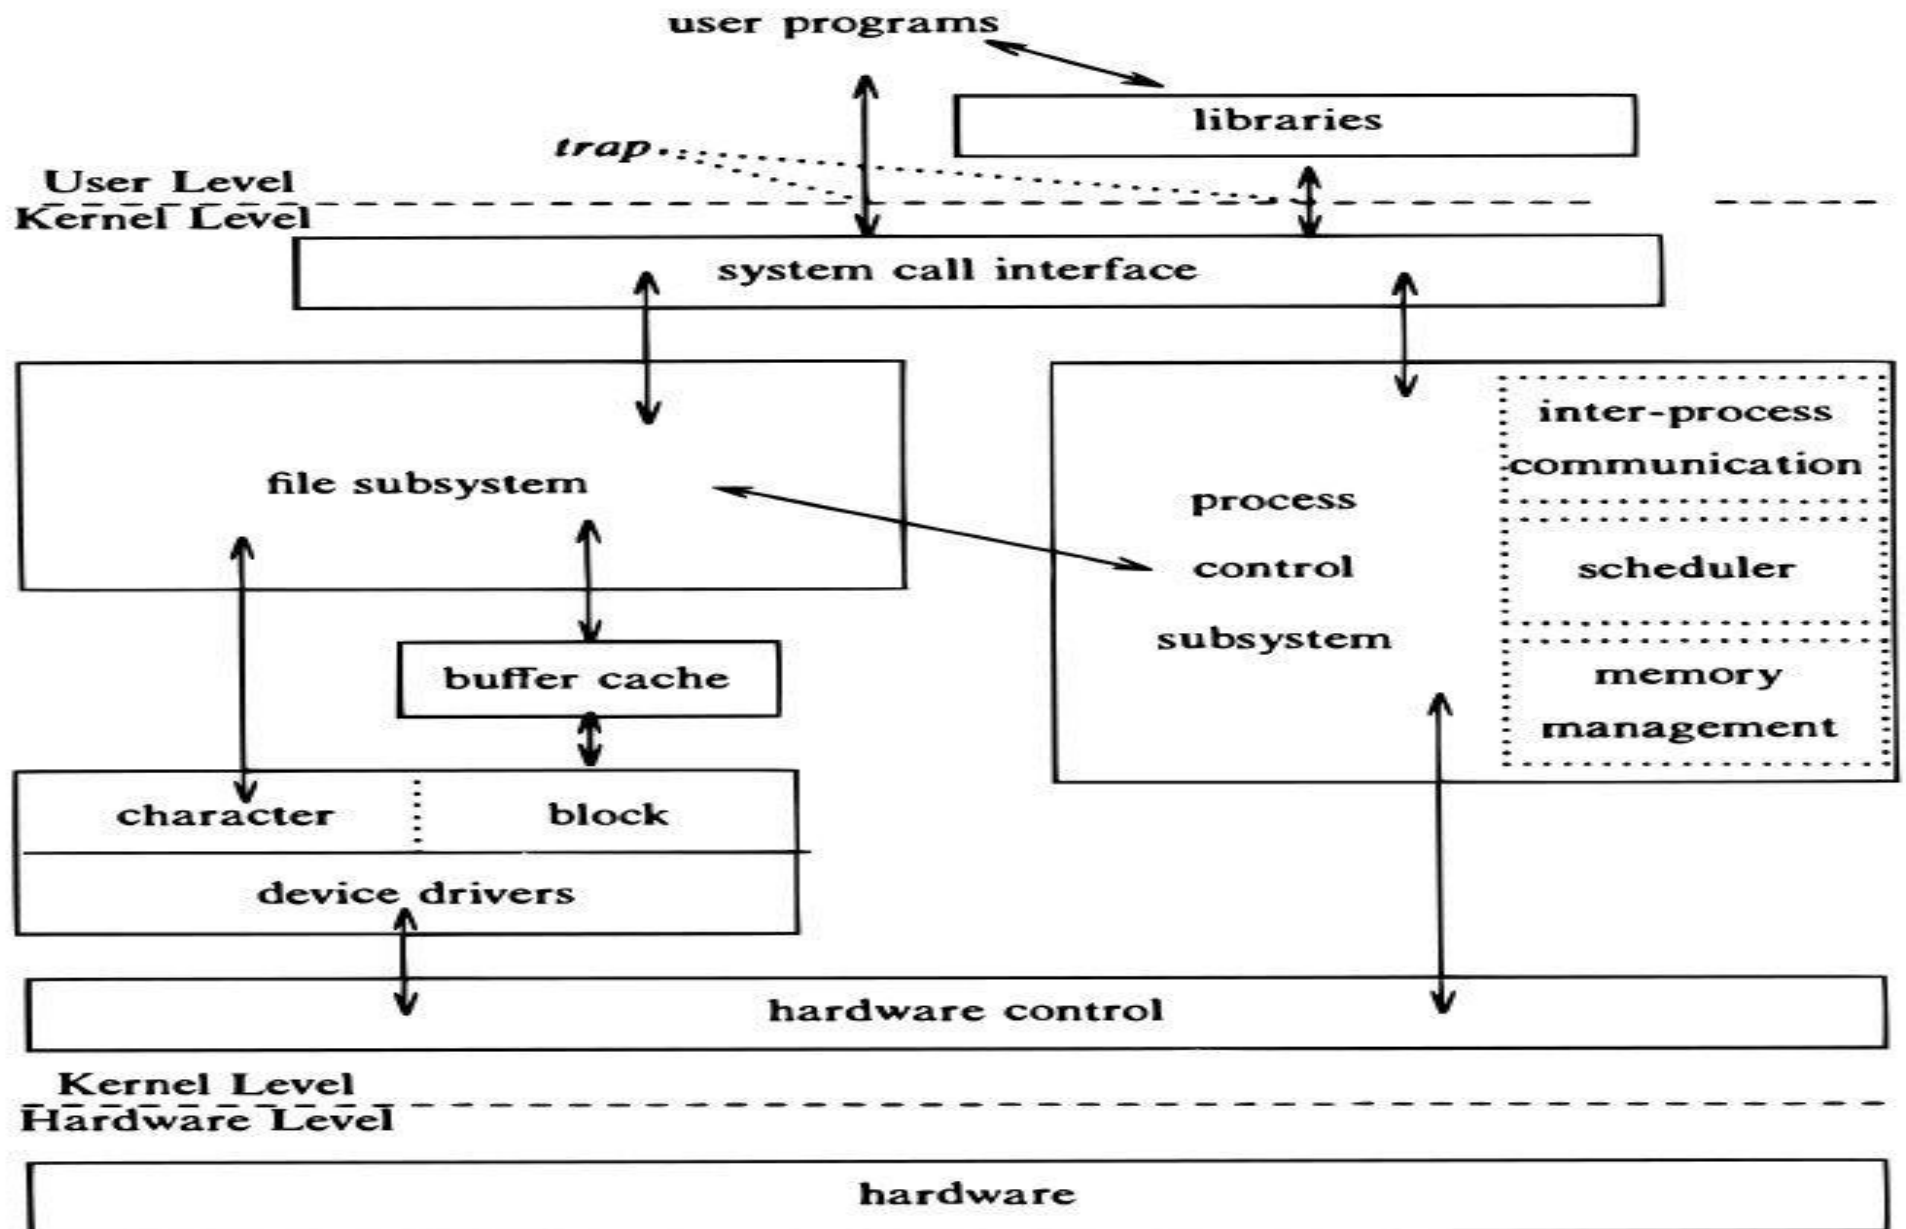 user programs
libraries
trap
User Level
Kernel Level
system call interface
file subsystem
process
control
subsystem
inter-process
communication
scheduler
memory
management
buffer cache
character
block
device drivers
hardware control
Kernel Level
Hardware Level
hardware